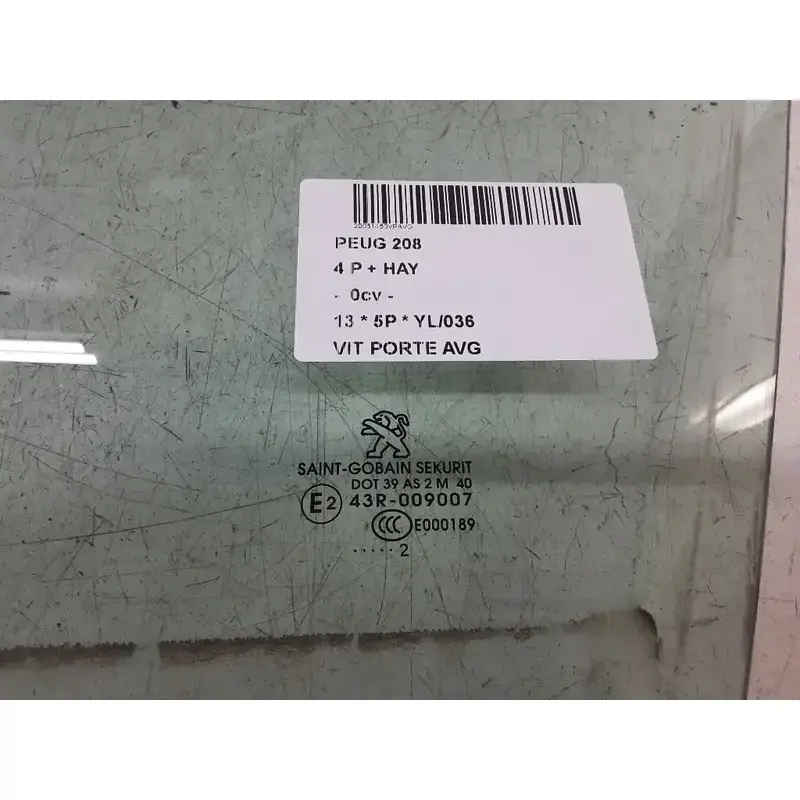 PEUG 208
4 P + HAY
- 0cv -
13 * 5P * YL/036
VIT PORTE AVG
SAINT-GOBAIN SEKURIT
DOT 39 AS 2 M 40
E2 43R-009007
CCC E000189
..... 2